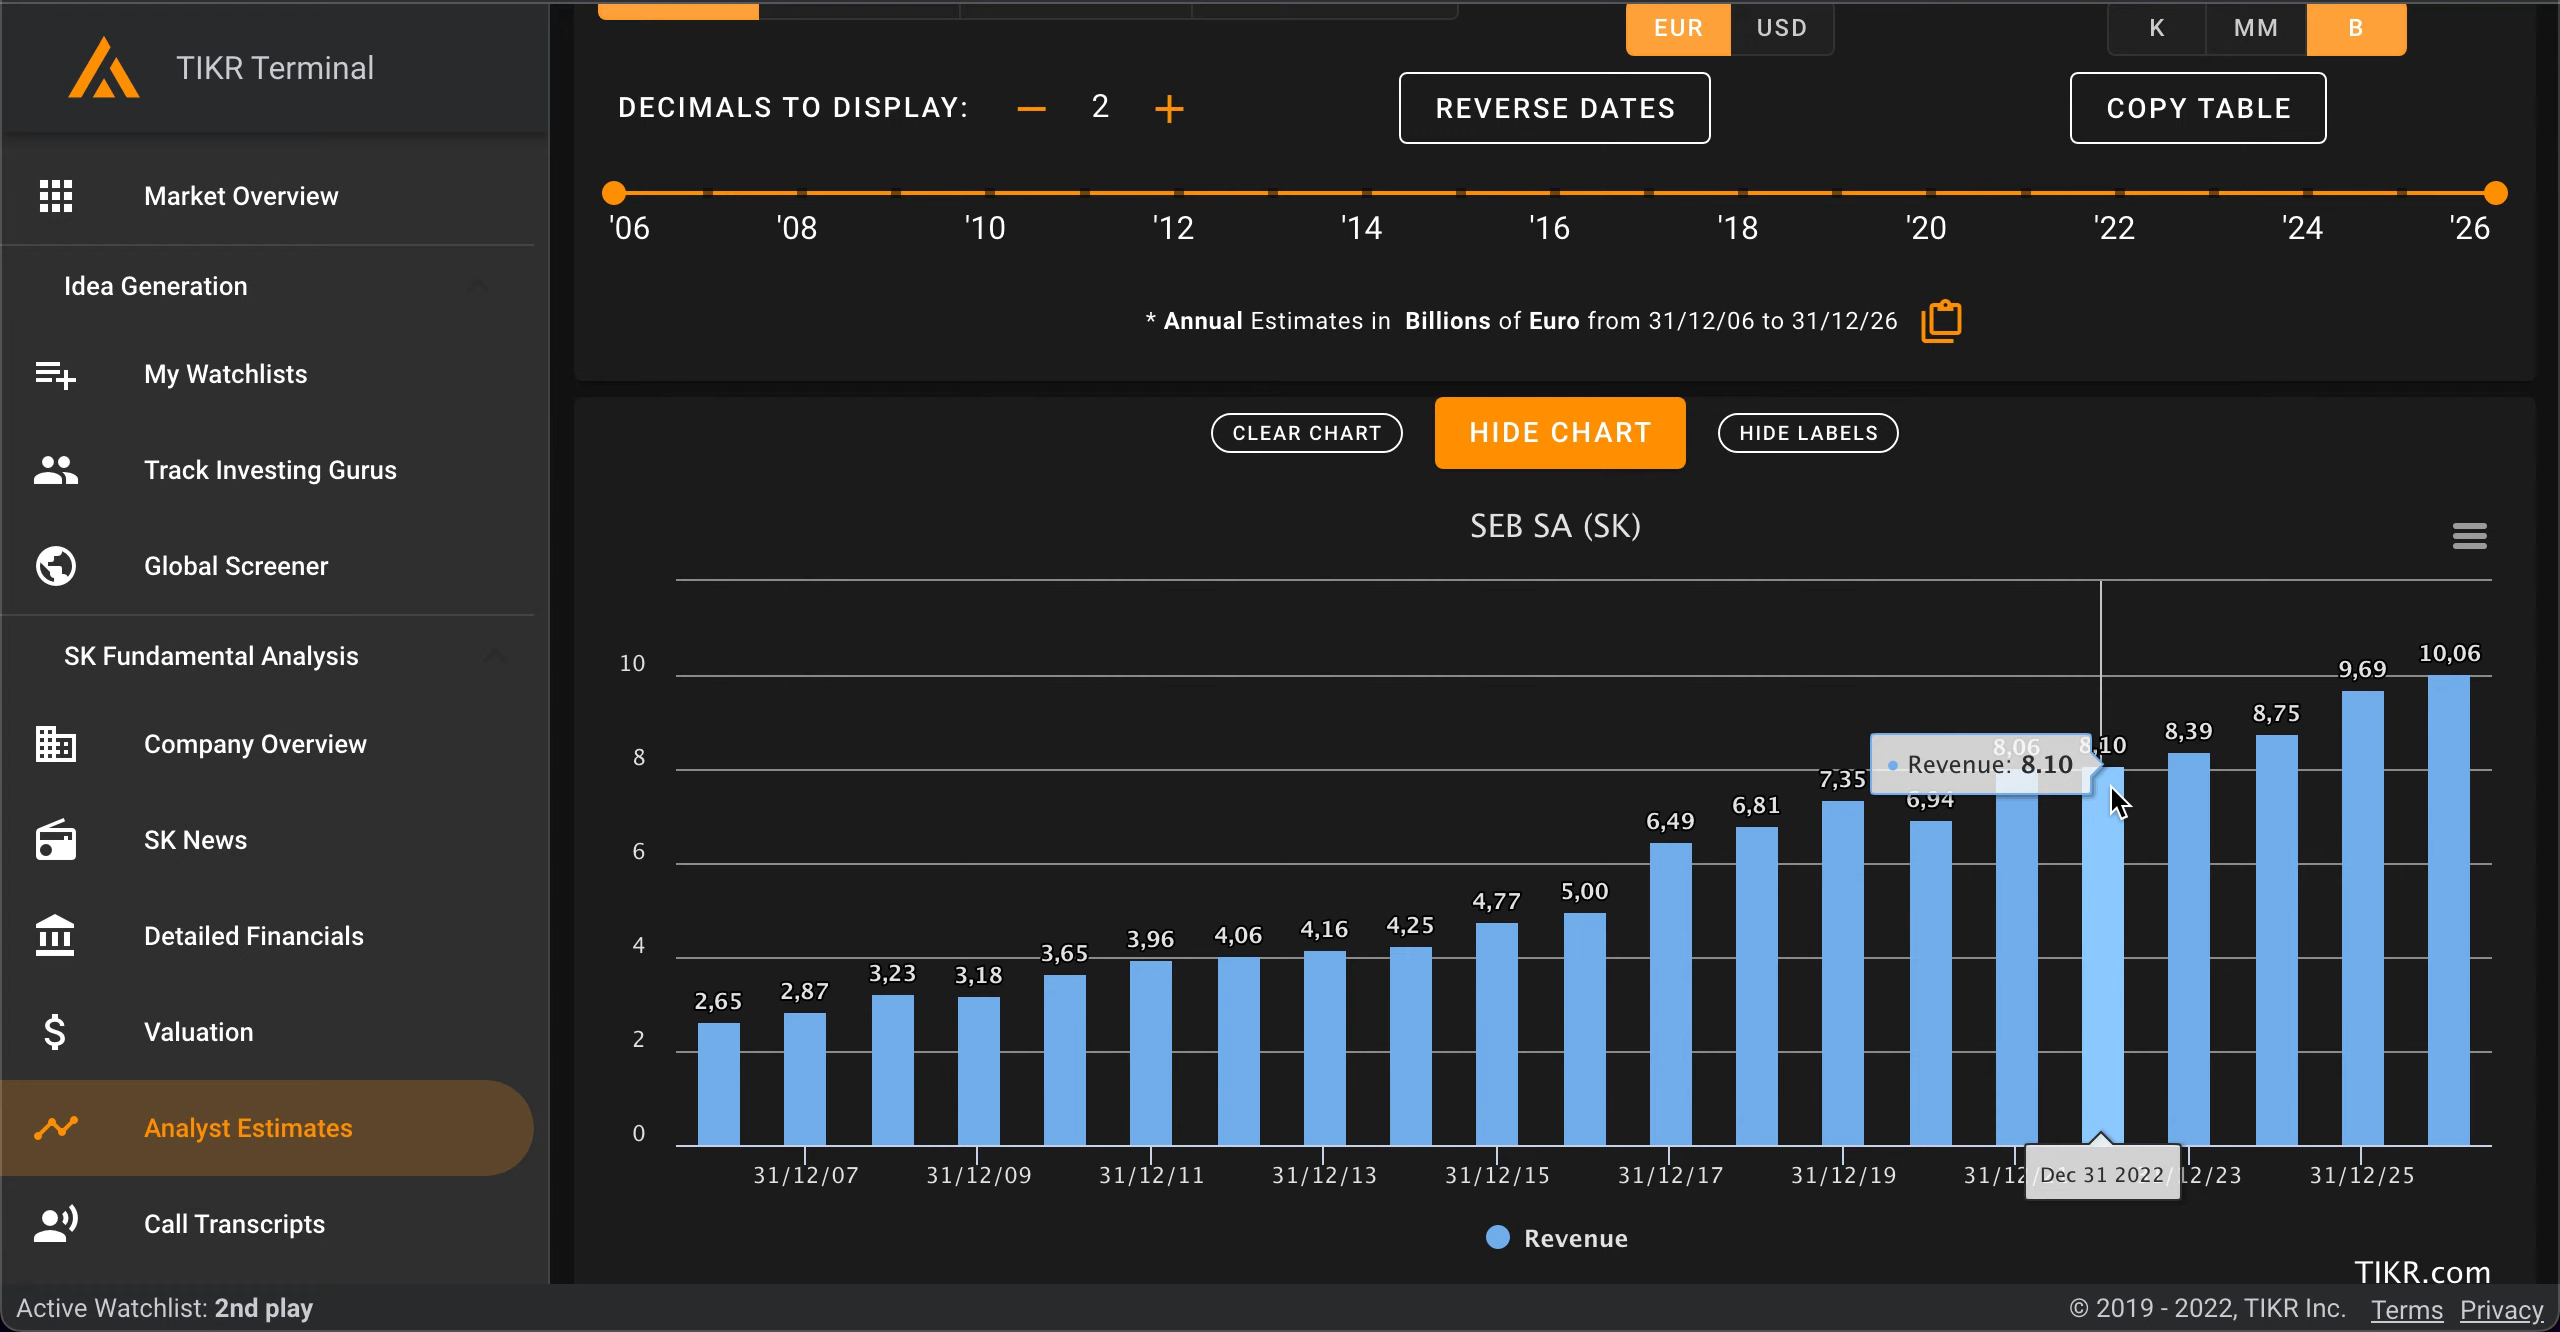 TIKR Terminal
Market Overview
Idea Generation
My Watchlists
Track Investing Gurus
Global Screener
SK Fundamental Analysis
Company Overview
SK News
Detailed Financials
Valuation
Analyst Estimates
Call Transcripts
EUR USD K MM B
DECIMALS TO DISPLAY: − 2 + REVERSE DATES COPY TABLE
'06 '08 '10 '12 '14 '16 '18 '20 '22 '24 '26
* Annual Estimates in Billions of Euro from 31/12/06 to 31/12/26
CLEAR CHART HIDE CHART HIDE LABELS
SEB SA (SK)
10
8
6
4
2
0
2,65 2,87 3,23 3,18 3,65 3,96 4,06 4,16 4,25 4,77 5,00 6,49 6,81 7,35 6,94 8,06 8,10 8,39 8,75 9,69 10,06
Revenue: 8.10
31/12/07 31/12/09 31/12/11 31/12/13 31/12/15 31/12/17 31/12/19 31/12 Dec 31 2022 12/23 31/12/25
Revenue
TIKR.com
Active Watchlist: 2nd play
© 2019 - 2022, TIKR Inc. Terms Privacy